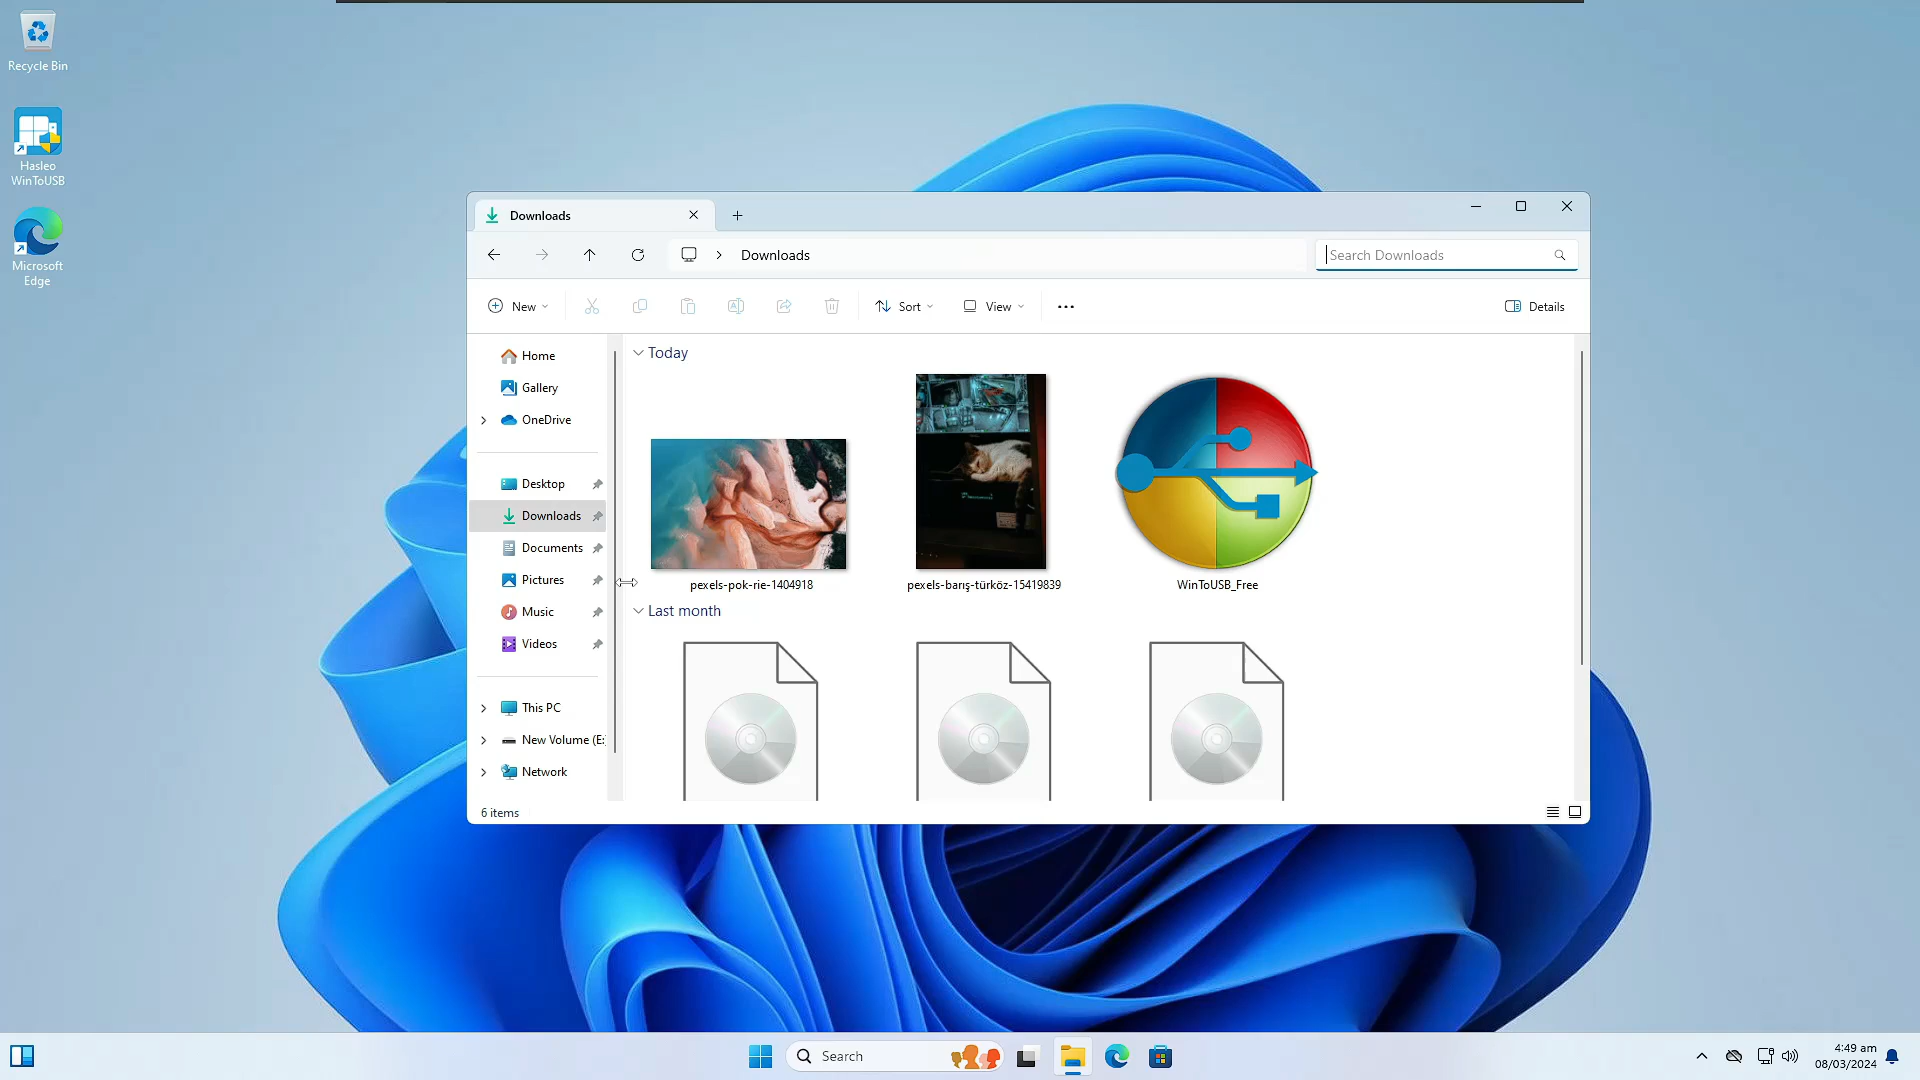 Recycle Bin
Hasleo
WinToUSB
Microsoft
Edge
Downloads
Downloads
Search Downloads
New
Sort
View
Details
Home
Gallery
OneDrive
Desktop
Downloads
Documents
Pictures
Music
Videos
This PC
New Volume (E:
Network
Today
pexels-pok-rie-1404918
pexels-barış-türköz-15419839
WinToUSB_Free
Last month
6 items
Search
4:49 am
08/03/2024